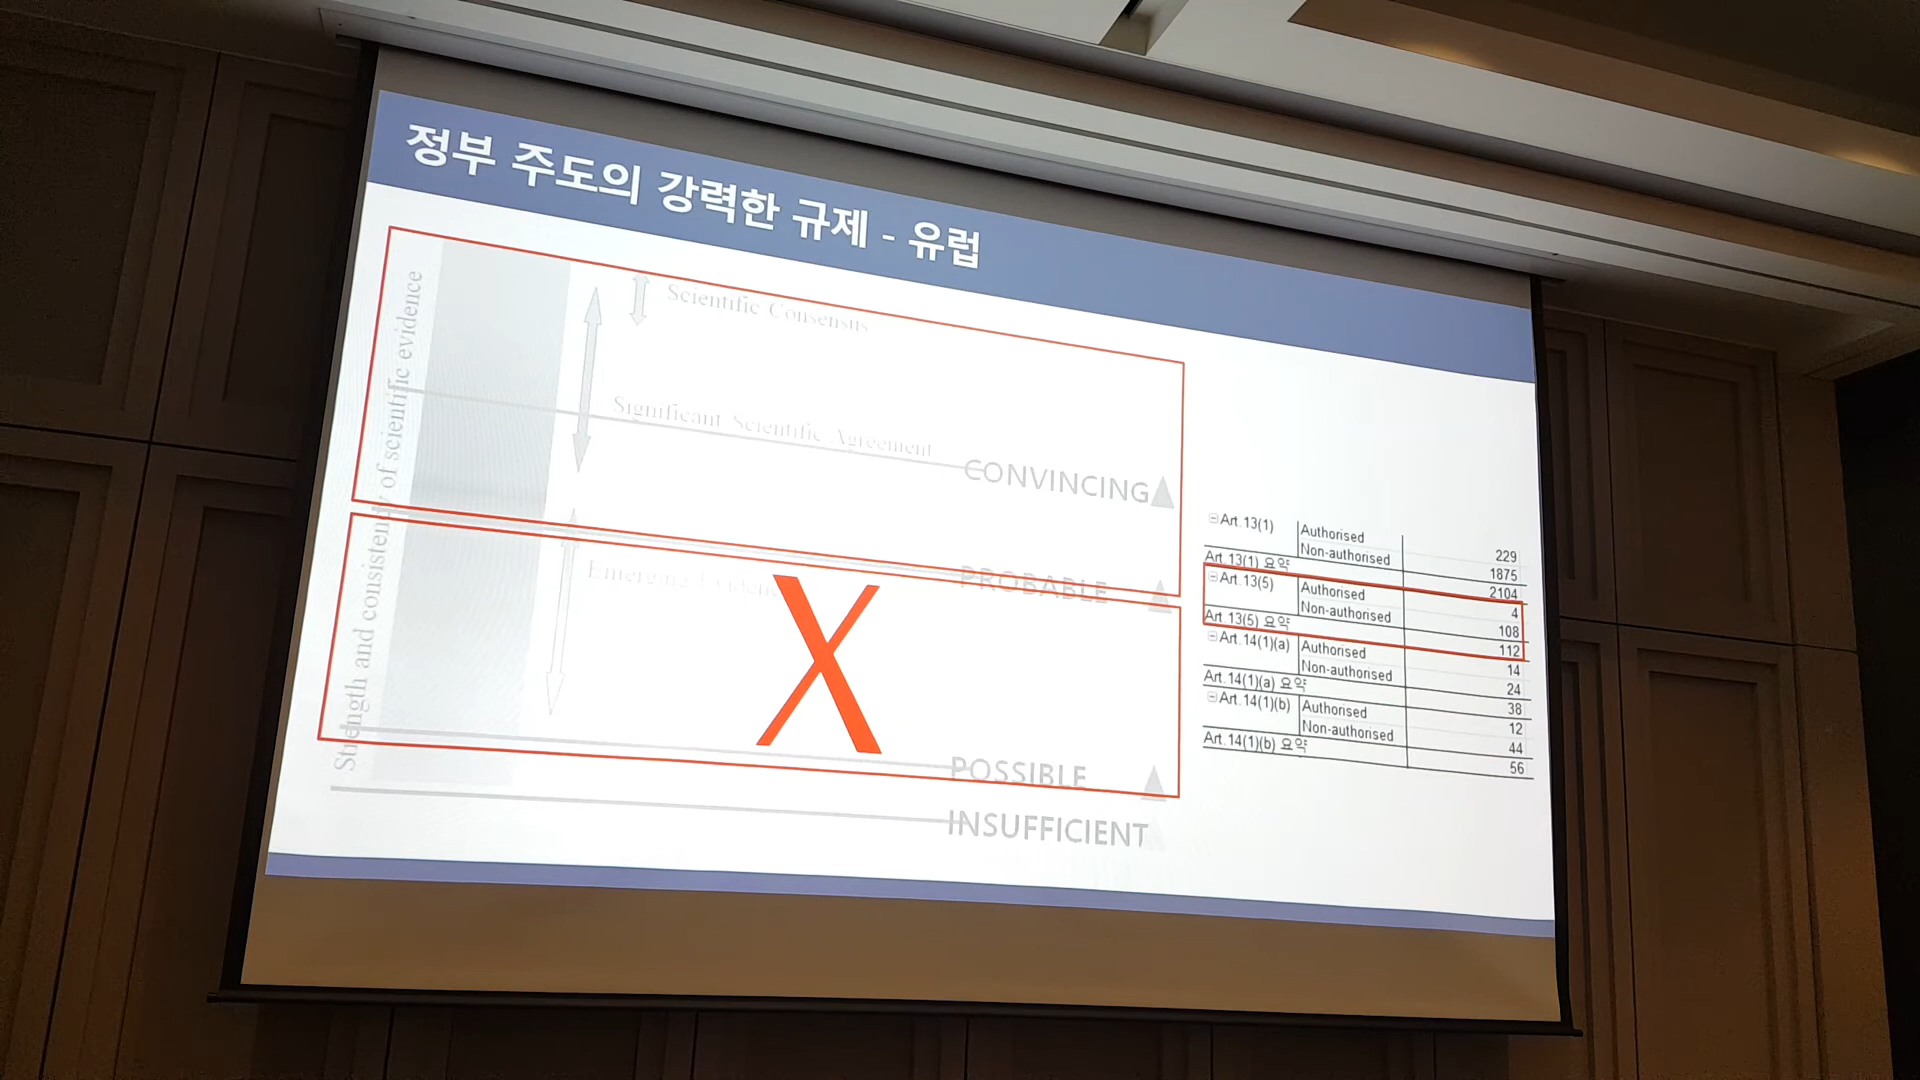 정부 주도의 강력한 규제 - 유럽
Strength and consistency of scientific evidence
Scientific Consensus
Significant Scientific Agreement
CONVINCING
Emerging Evidence
PROBABLE
X
POSSIBLE
INSUFFICIENT
Art.13(1) Authorised 229
Non-authorised 1875
Art.13(1) 요약 2104
Art.13(5) Authorised 4
Non-authorised 108
Art.13(5) 요약 112
Art.14(1)(a) Authorised 14
Non-authorised 24
Art.14(1)(a) 요약 38
Art.14(1)(b) Authorised 12
Non-authorised 44
Art.14(1)(b) 요약 56